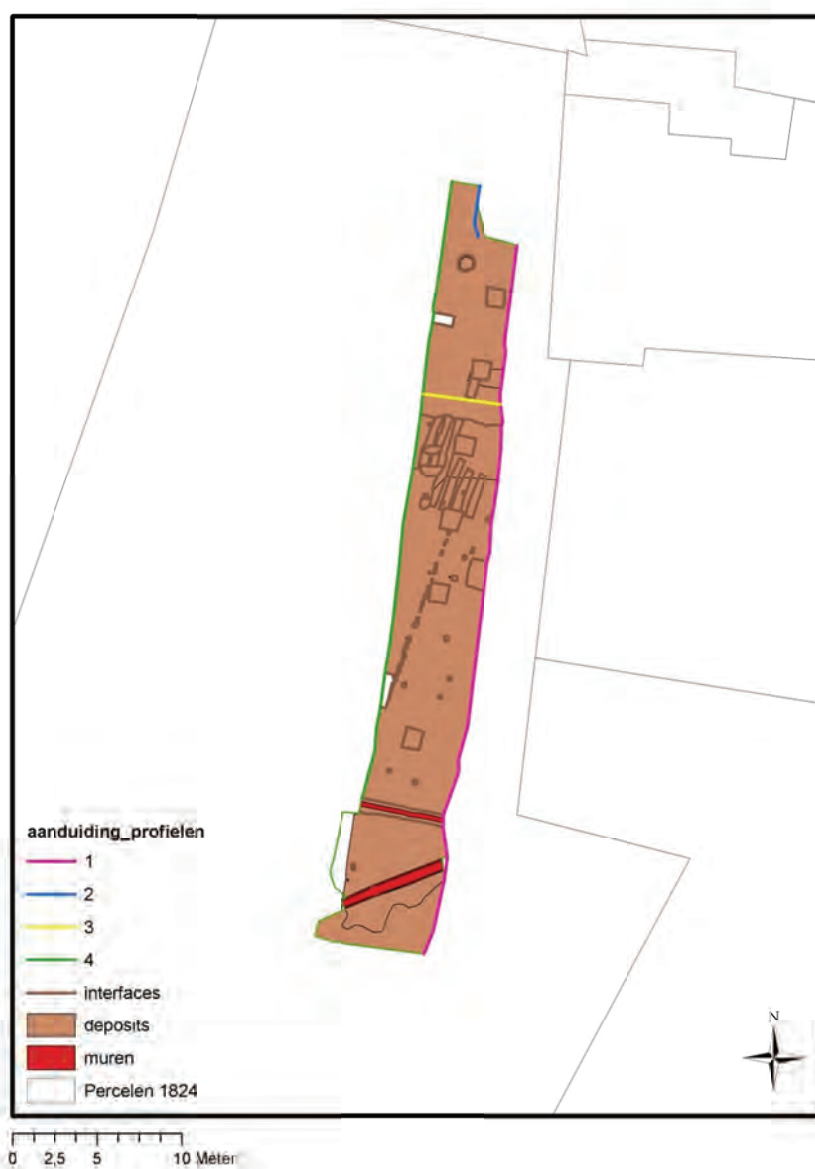 aanduiding_profielen
1
2
3
4
interfaces
deposits
muren
Percelen 1824
N
0 2,5 5 10 Meter